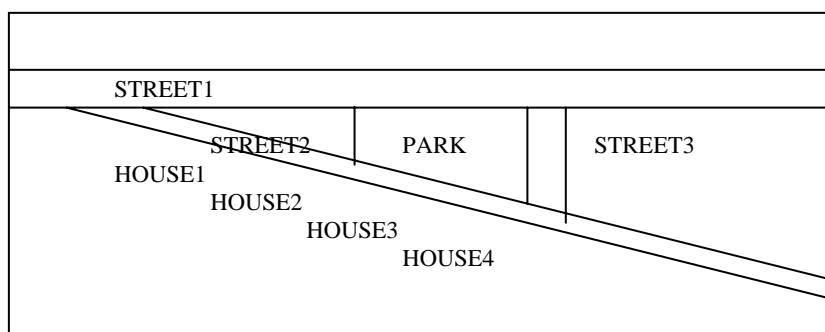 STREET1
STREET2 PARK STREET3
HOUSE1
HOUSE2
HOUSE3
HOUSE4